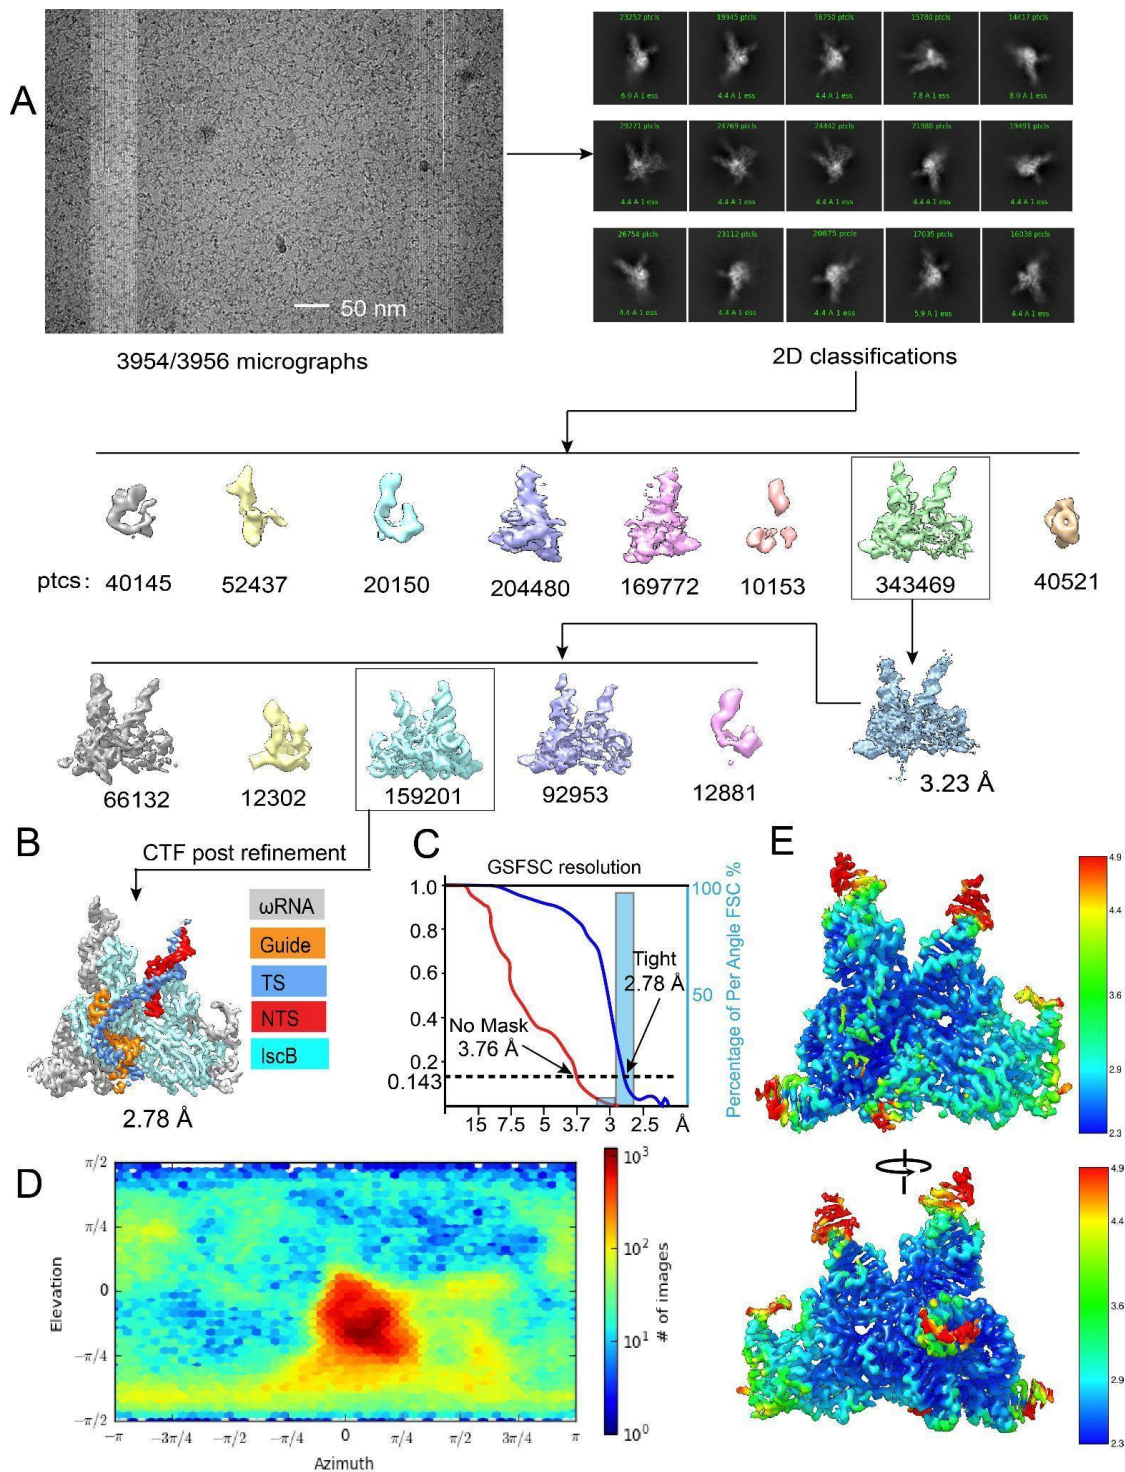 A
23252 ptcls
19945 ptcls
16750 ptcls
15780 ptcls
14417 ptcls
6.0 A 1 ess
4.4 A 1 ess
4.4 A 1 ess
7.8 A 1 ess
8.0 A 1 ess
29271 ptcls
24769 ptcls
24442 ptcls
21988 ptcls
19491 ptcls
4.4 A 1 ess
4.4 A 1 ess
4.4 A 1 ess
4.4 A 1 ess
4.4 A 1 ess
26754 ptcls
23112 ptcls
20875 ptcls
17035 ptcls
16038 ptcls
4.4 A 1 ess
4.4 A 1 ess
4.4 A 1 ess
5.9 A 1 ess
4.4 A 1 ess
50 nm
3954/3956 micrographs
2D classifications
ptcs: 40145 52437 20150 204480 169772 10153 343469 40521
66132 12302 159201 92953 12881
3.23 Å
B
CTF post refinement
ωRNA
Guide
TS
NTS
IscB
2.78 Å
C
GSFSC resolution
1.0
0.8
0.6
0.4
0.2
0.143
No Mask
3.76 Å
Tight
2.78 Å
15 7.5 5 3.7 3 2.5 Å
100
50
Percentage of Per Angle FSC %
D
π/2
π/4
0
−π/4
−π/2
Elevation
−π −3π/4 −π/2 0 π/4 π/2 3π/4 π
Azimuth
10³
10²
10¹
10⁰
# of images
E
4.9
4.2
3.6
2.9
2.3
4.9
4.4
3.6
2.9
2.3